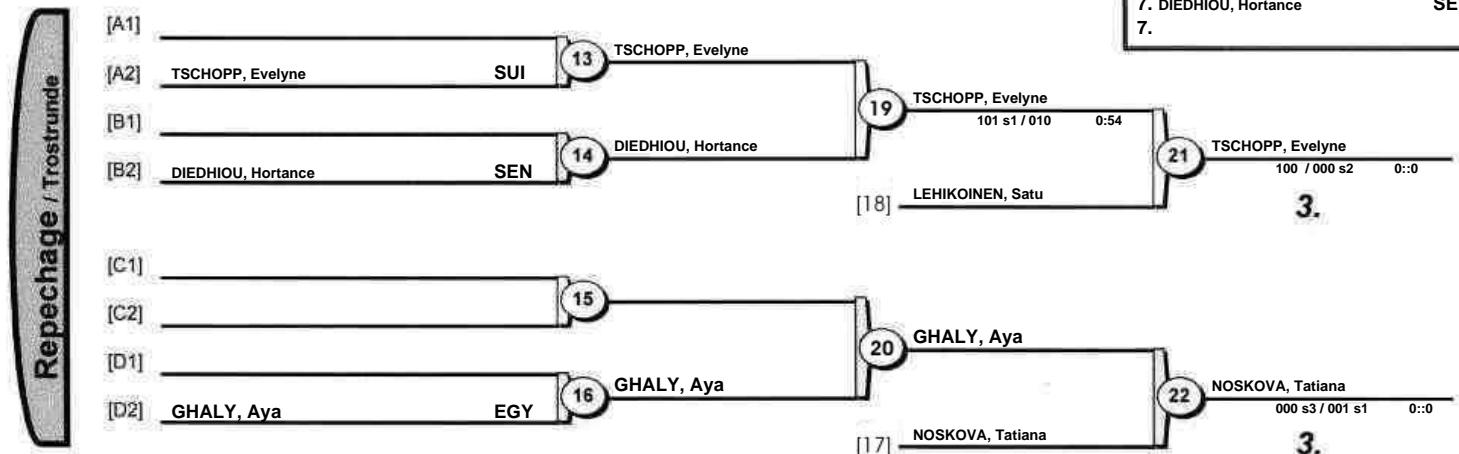 7. DIEDHIOU, Hortance SE
7.
Repechage / Trostrunde
[A1]
13 TSCHOPP, Evelyne
[A2] TSCHOPP, Evelyne SUI
19 TSCHOPP, Evelyne
101 s1 / 010 0:54
[B1]
14 DIEDHIOU, Hortance
[B2] DIEDHIOU, Hortance SEN
21 TSCHOPP, Evelyne
100 / 000 s2 0::0
[18] LEHIKOINEN, Satu
3.
[C1]
15
[C2]
20 GHALY, Aya
[D1]
16 GHALY, Aya
[D2] GHALY, Aya EGY
22 NOSKOVA, Tatiana
000 s3 / 001 s1 0::0
[17] NOSKOVA, Tatiana
3.